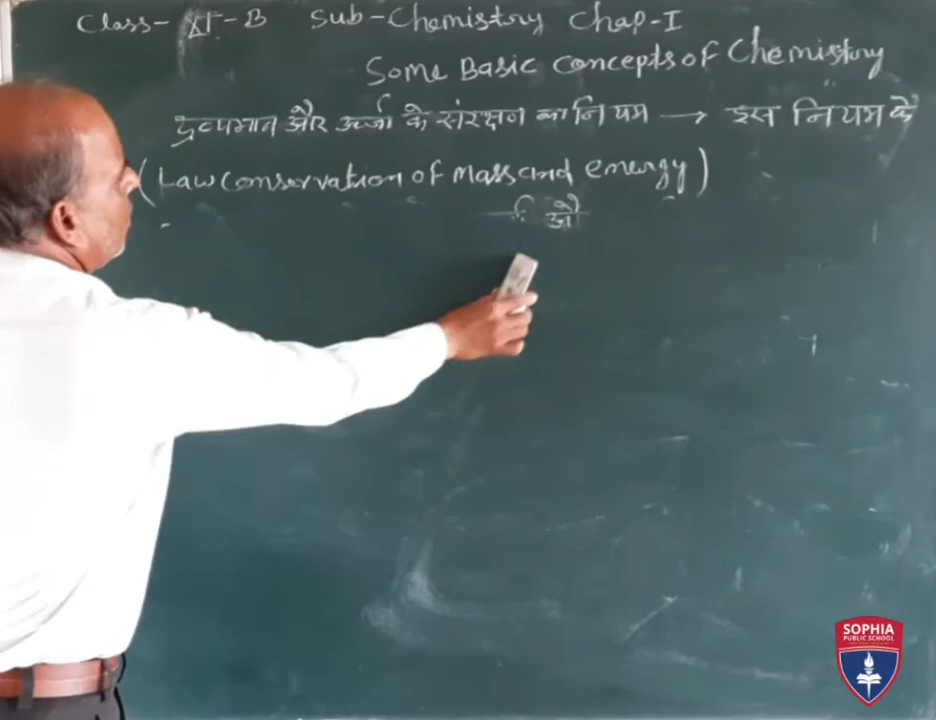 Class- XI - B Sub-Chemistry Chap-I
Some Basic Concepts of Chemistry
द्रव्यमान और ऊर्जा के संरक्षण का नियम → इस नियम के
(Law Conservation of Mass and energy)
औ
SOPHIA
PUBLIC SCHOOL